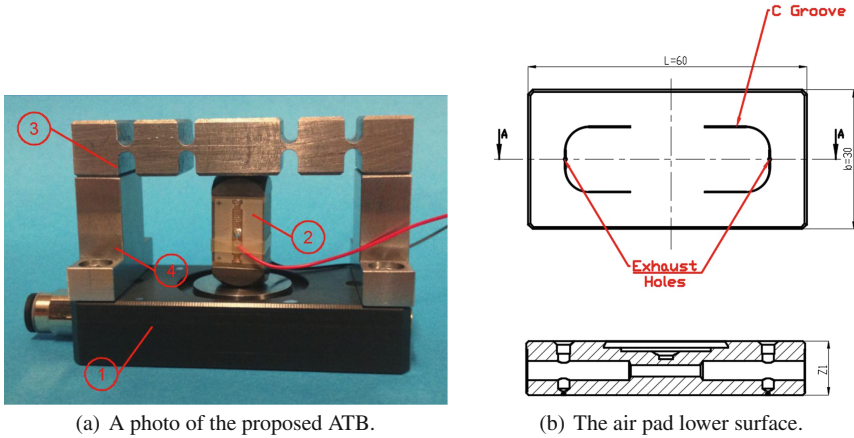 C Groove
L=60
A
A
b=30
Exhaust
Holes
12
1
2
3
4
(a) A photo of the proposed ATB.
(b) The air pad lower surface.